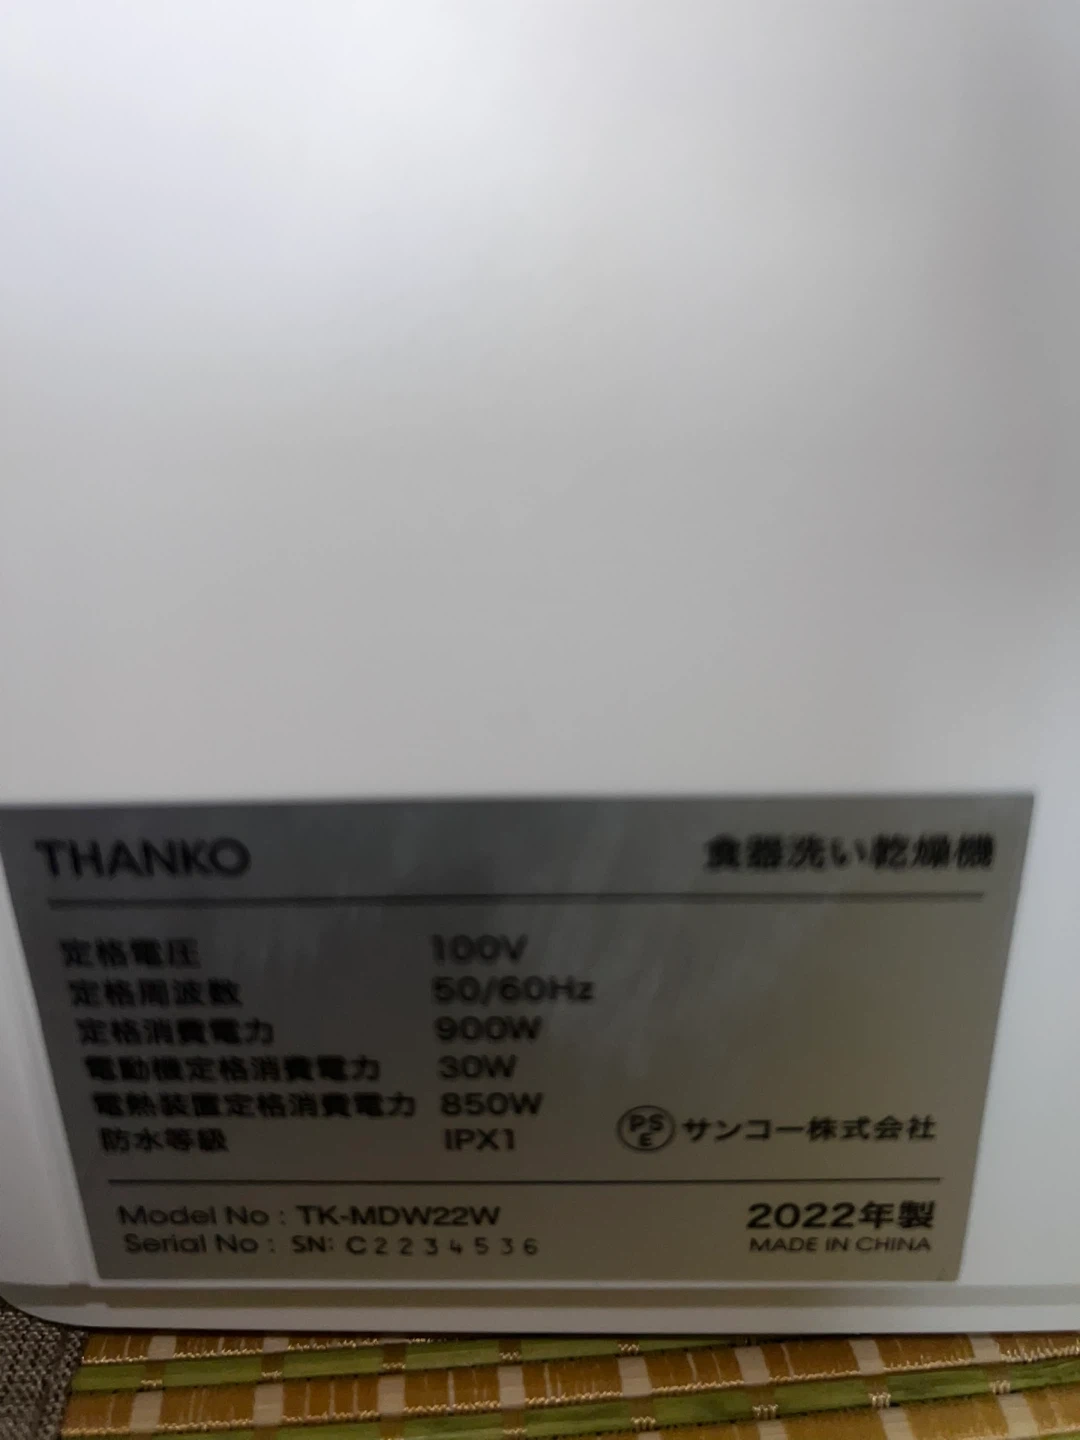 THANKO 食器洗い乾燥機
定格電圧 100V
定格周波数 50/60Hz
定格消費電力 900W
電動機定格消費電力 30W
電熱装置定格消費電力 850W
防水等級 IPX1
PSE サンコー株式会社
Model No : TK-MDW22W 2022年製
Serial No : SN: C2234536 MADE IN CHINA